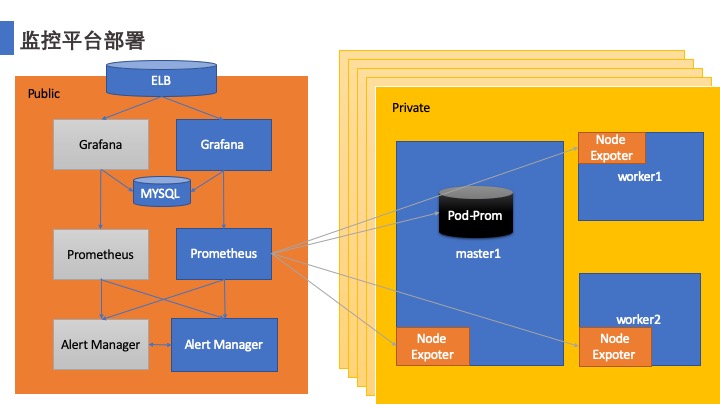 监控平台部署
ELB
Public
Grafana
Grafana
MYSQL
Prometheus
Prometheus
Alert Manager
Alert Manager
Private
Node
Expoter
worker1
Pod-Prom
master1
worker2
Node
Expoter
Node
Expoter